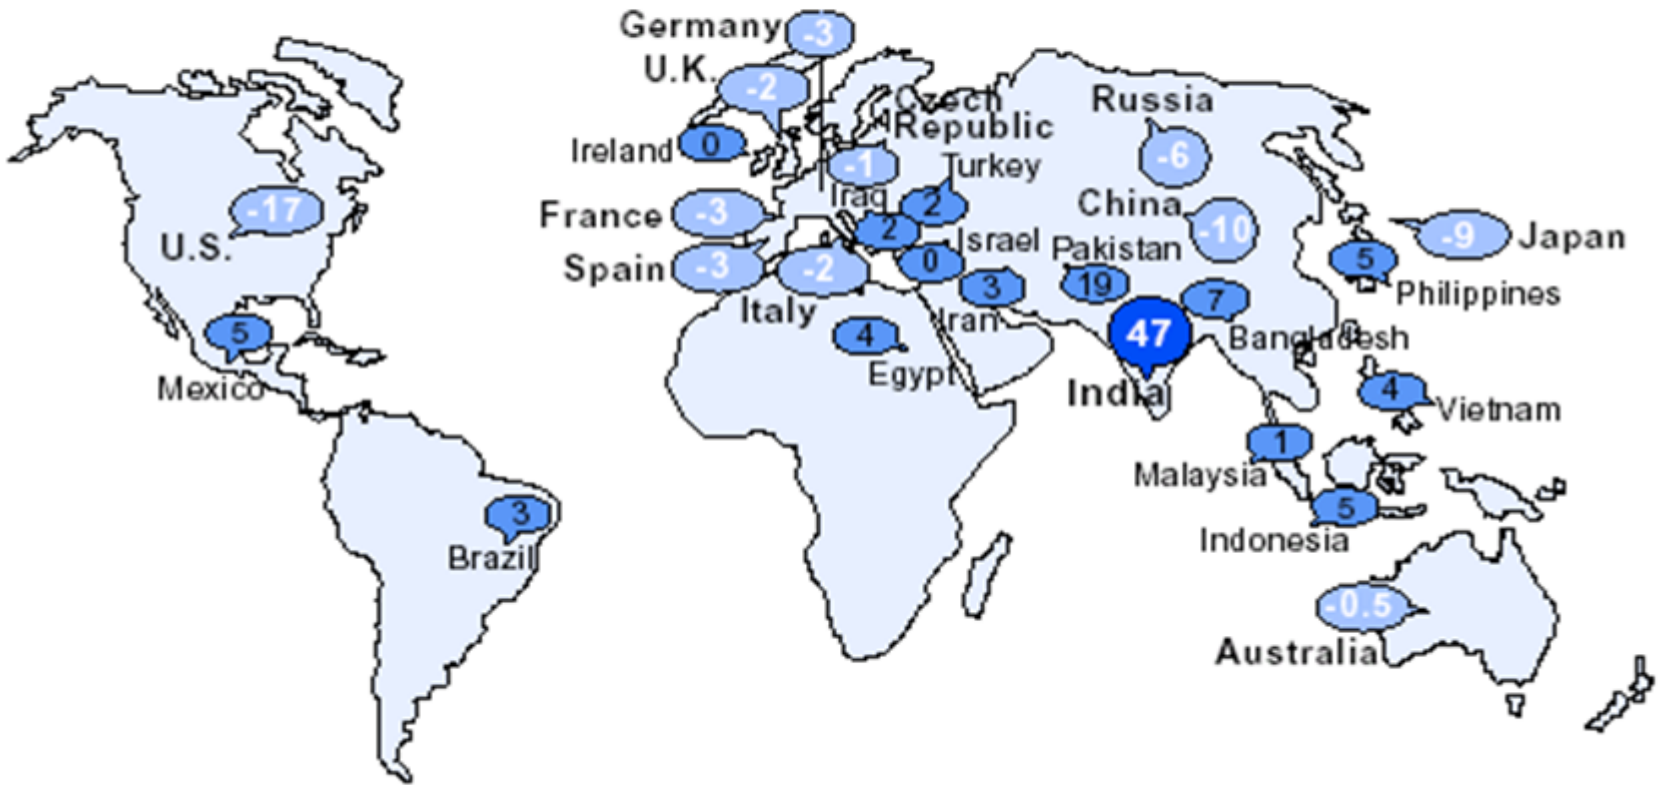 Germany -3
U.K. -2
Ireland 0
Czech
Republic
-1
Turkey
2
Iraq
2
France -3
Spain -3
Italy -2
Israel
0
Iran
3
Egypt
4
Russia
-6
China
-10
Pakistan
19
7
Bangladesh
India
47
-9 Japan
5
Philippines
4
Vietnam
1
Malaysia
5
Indonesia
-0.5
Australia
-17
U.S.
5
Mexico
3
Brazil